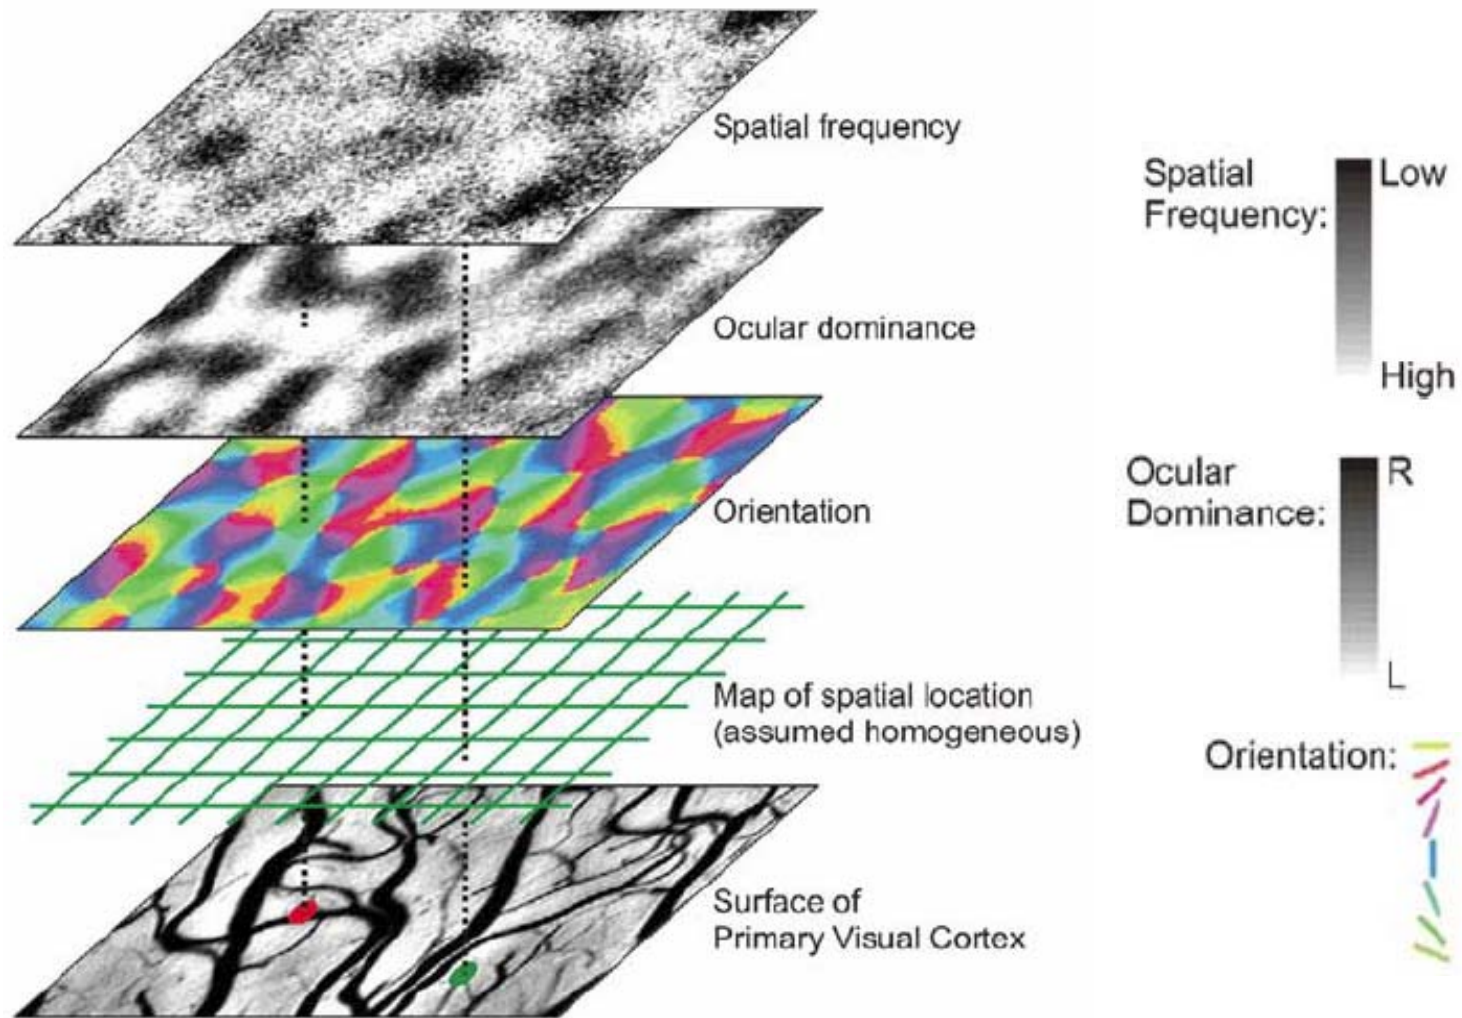 Spatial frequency
Ocular dominance
Orientation
Map of spatial location
(assumed homogeneous)
Surface of
Primary Visual Cortex
Spatial
Frequency:
Low
High
Ocular
Dominance:
R
L
Orientation: